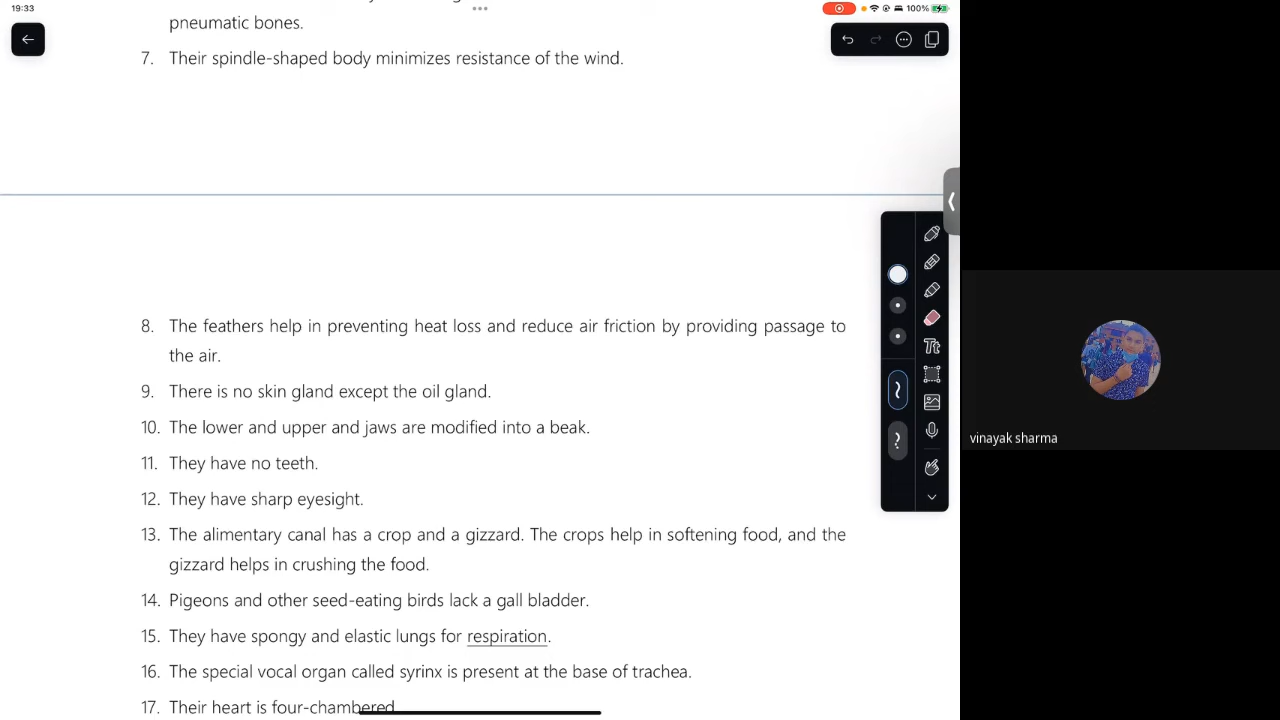 19:33
100%
pneumatic bones.
7. Their spindle-shaped body minimizes resistance of the wind.
8. The feathers help in preventing heat loss and reduce air friction by providing passage to
the air.
9. There is no skin gland except the oil gland.
10. The lower and upper and jaws are modified into a beak.
11. They have no teeth.
12. They have sharp eyesight.
13. The alimentary canal has a crop and a gizzard. The crops help in softening food, and the
gizzard helps in crushing the food.
14. Pigeons and other seed-eating birds lack a gall bladder.
15. They have spongy and elastic lungs for respiration.
16. The special vocal organ called syrinx is present at the base of trachea.
17. Their heart is four-chambered
Tt
vinayak sharma